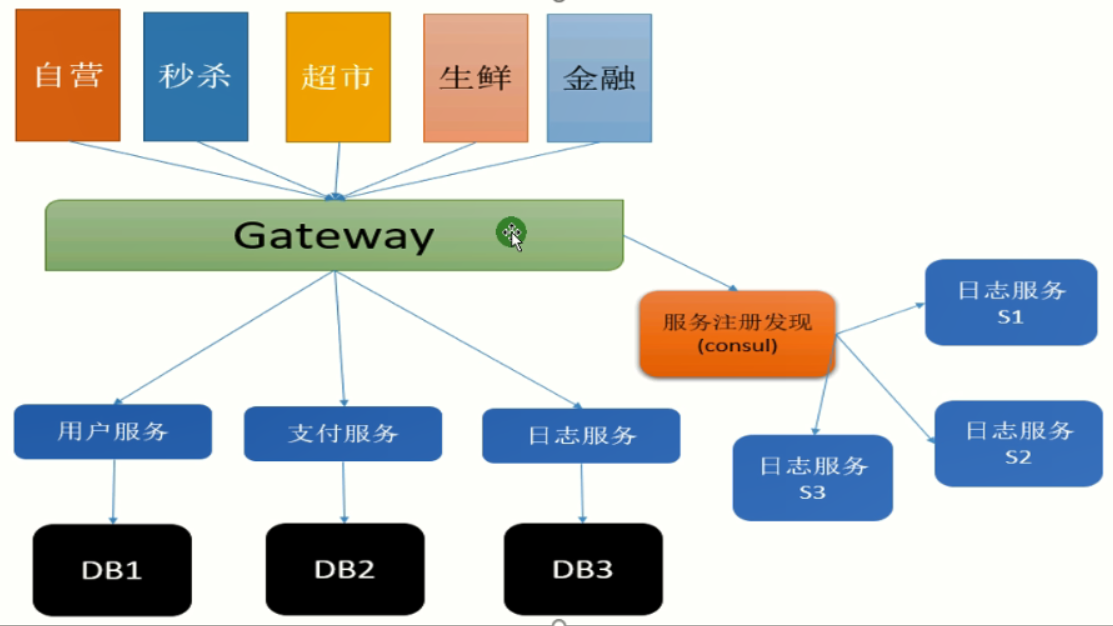 自营
秒杀
超市
生鲜
金融
Gateway
服务注册发现
(consul)
日志服务
S1
用户服务
支付服务
日志服务
日志服务
S3
日志服务
S2
DB1
DB2
DB3